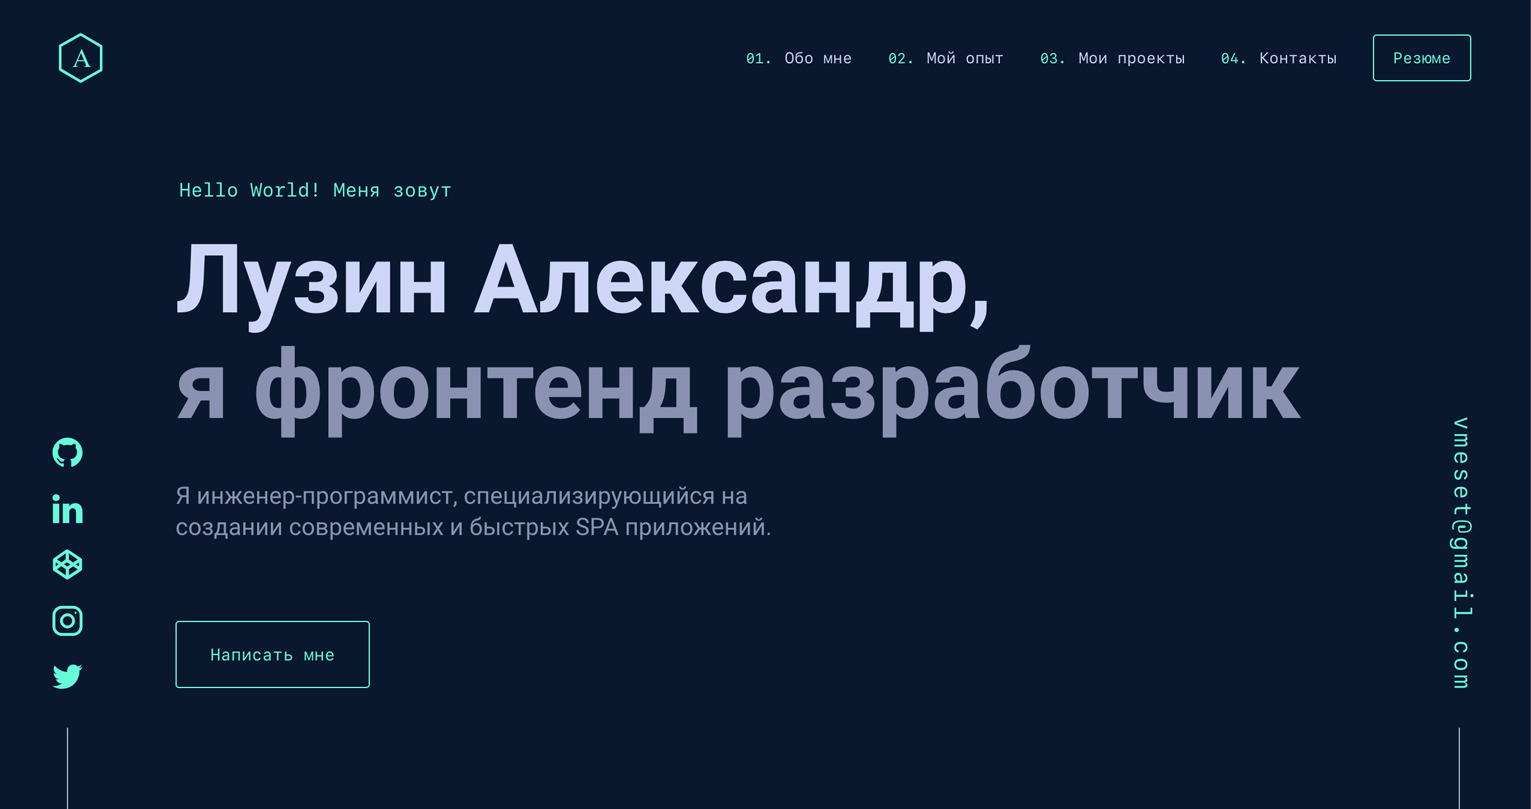 A
01. Обо мне
02. Мой опыт
03. Мои проекты
04. Контакты
Резюме
Hello World! Меня зовут
Лузин Александр,
я фронтенд разработчик
Я инженер-программист, специализирующийся на
создании современных и быстрых SPA приложений.
Написать мне
in
vmeset@gmail.com